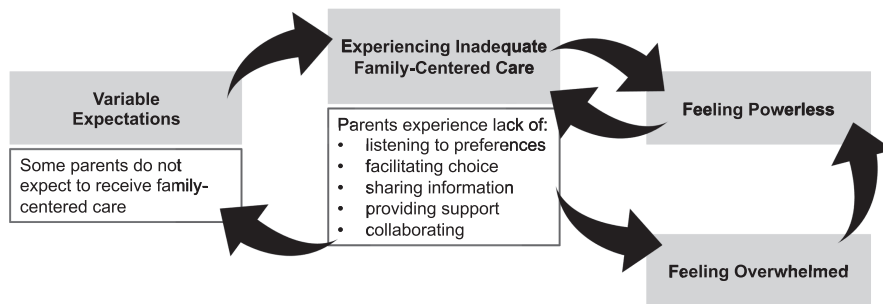 Variable
Expectations
Some parents do not
expect to receive family-
centered care
Experiencing Inadequate
Family-Centered Care
Parents experience lack of:
• listening to preferences
• facilitating choice
• sharing information
• providing support
• collaborating
Feeling Powerless
Feeling Overwhelmed